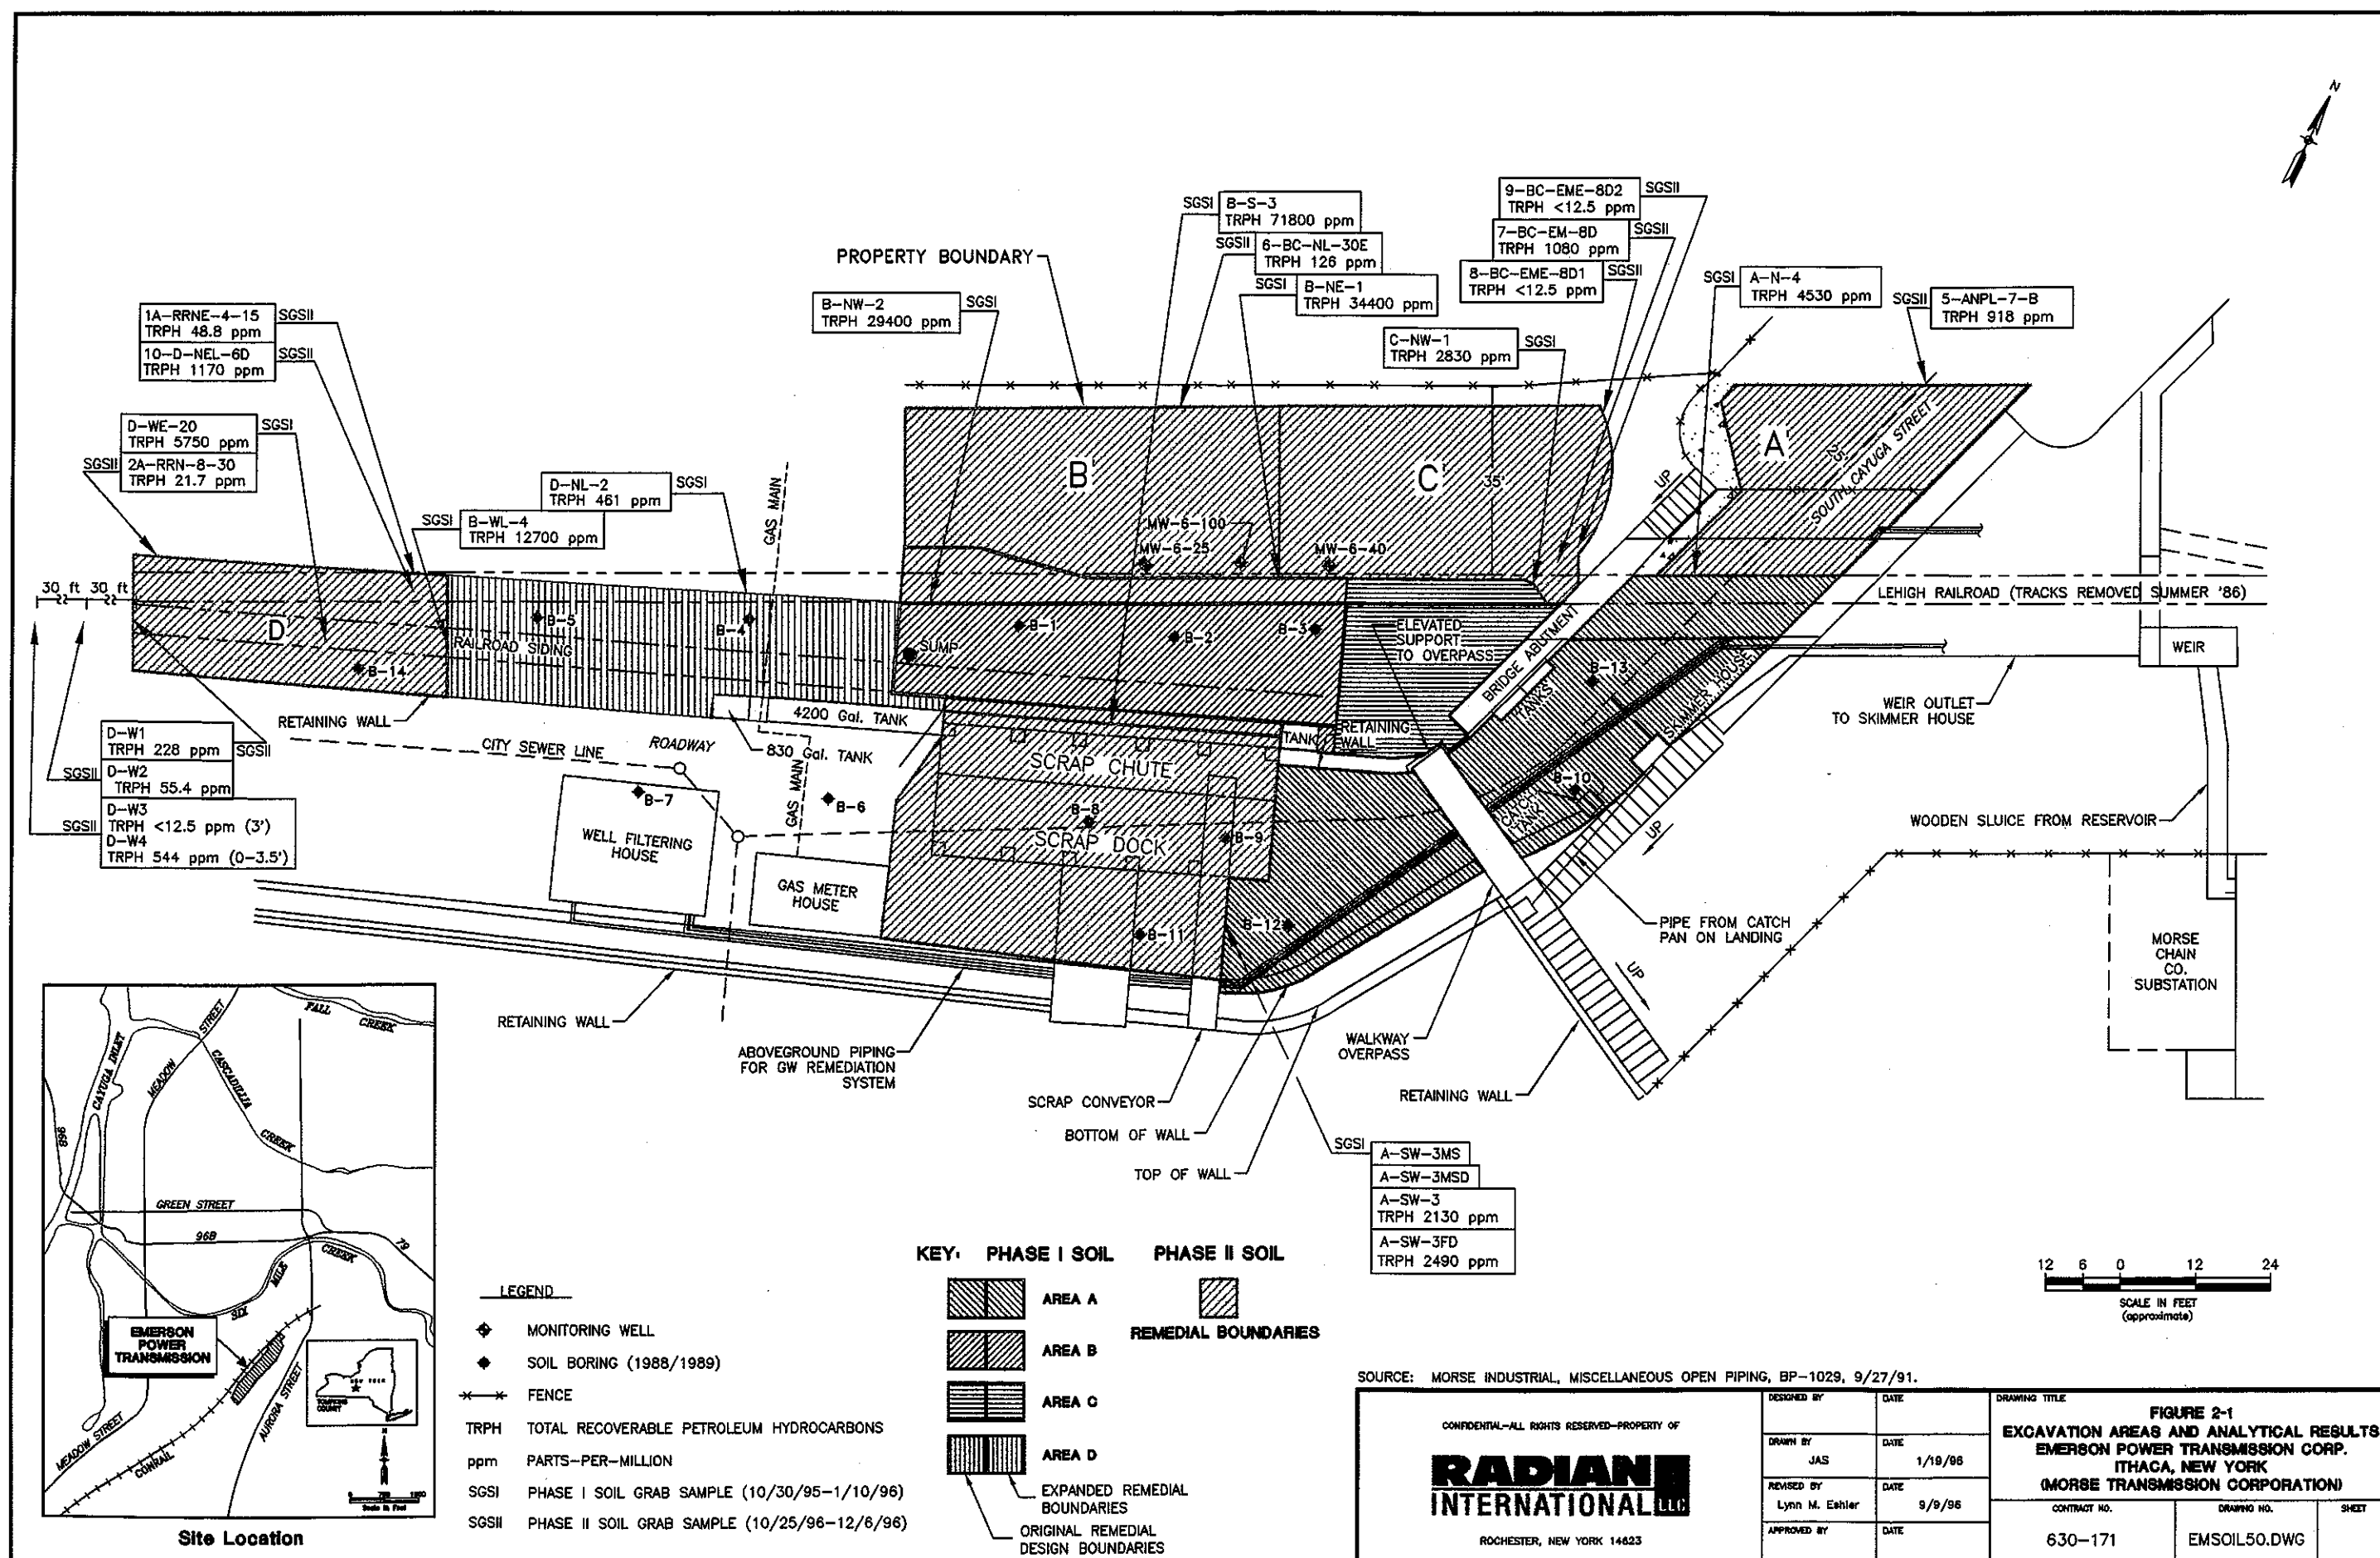 N
9-BC-EME-8D2
TRPH <12.5 ppm
SGSII
7-BC-EM-8D
TRPH 1080 ppm
SGSII
8-BC-EME-8D1
TRPH <12.5 ppm
SGSII
SGSI
B-S-3
TRPH 71800 ppm
SGSII
6-BC-NL-30E
TRPH 126 ppm
SGSI
B-NE-1
TRPH 34400 ppm
PROPERTY BOUNDARY
SGSI
A-N-4
TRPH 4530 ppm
SGSII
5-ANPL-7-B
TRPH 918 ppm
B-NW-2
TRPH 29400 ppm
SGSI
C-NW-1
TRPH 2830 ppm
SGSI
1A-RRNE-4-15
TRPH 48.8 ppm
SGSII
10-D-NEL-6D
TRPH 1170 ppm
SGSII
D-WE-20
TRPH 5750 ppm
SGSI
SGSII
2A-RRN-8-30
TRPH 21.7 ppm
D-NL-2
TRPH 461 ppm
SGSI
SGSI
B-WL-4
TRPH 12700 ppm
GAS MAIN
B'
C'
A'
35'
25'
SOUTH CAYUGA STREET
UP
MW-6-100
MW-6-25
MW-6-40
30 ft
30 ft
D'
B-5
B-4
B-1
B-2
B-3
B-14
RAILROAD SIDING
SUMP
ELEVATED
SUPPORT
TO OVERPASS
BRIDGE ABUTMENT
LEHIGH RAILROAD (TRACKS REMOVED SUMMER '86)
WEIR
B-13
TANKS
SKIMMER HOUSE
WEIR OUTLET
TO SKIMMER HOUSE
RETAINING WALL
4200 Gal. TANK
830 Gal. TANK
CITY SEWER LINE
ROADWAY
GAS MAIN
TANK
RETAINING
WALL
SCRAP CHUTE
SCRAP DOCK
B-7
B-6
B-8
B-9
B-10
WELL FILTERING
HOUSE
GAS METER
HOUSE
B-11
B-12
UP
WOODEN SLUICE FROM RESERVOIR
D-W1
TRPH 228 ppm
SGSII
SGSII
D-W2
TRPH 55.4 ppm
SGSII
D-W3
TRPH <12.5 ppm (3')
D-W4
TRPH 544 ppm (0-3.5')
PIPE FROM CATCH
PAN ON LANDING
UP
MORSE
CHAIN
CO.
SUBSTATION
RETAINING WALL
ABOVEGROUND PIPING
FOR GW REMEDIATION
SYSTEM
WALKWAY
OVERPASS
RETAINING WALL
SCRAP CONVEYOR
BOTTOM OF WALL
TOP OF WALL
SGSI
A-SW-3MS
A-SW-3MSD
A-SW-3
TRPH 2130 ppm
A-SW-3FD
TRPH 2490 ppm
FALL
CREEK
CAYUGA INLET
MEADOW
STREET
CASCADILLA
CREEK
96B
GREEN STREET
96B
79
SIX
MILE
CREEK
EMERSON
POWER
TRANSMISSION
NEW YORK
TOMPKINS
COUNTY
AURORA STREET
MEADOW STREET
CONRAIL
N
Scale in Feet
Site Location
LEGEND
MONITORING WELL
SOIL BORING (1988/1989)
FENCE
TRPH TOTAL RECOVERABLE PETROLEUM HYDROCARBONS
ppm PARTS-PER-MILLION
SGSI PHASE I SOIL GRAB SAMPLE (10/30/95-1/10/96)
SGSII PHASE II SOIL GRAB SAMPLE (10/25/96-12/6/96)
KEY: PHASE I SOIL PHASE II SOIL
AREA A
AREA B
AREA C
AREA D
REMEDIAL BOUNDARIES
EXPANDED REMEDIAL
BOUNDARIES
ORIGINAL REMEDIAL
DESIGN BOUNDARIES
12 6 0 12 24
SCALE IN FEET
(approximate)
SOURCE: MORSE INDUSTRIAL, MISCELLANEOUS OPEN PIPING, BP-1029, 9/27/91.
CONFIDENTIAL-ALL RIGHTS RESERVED-PROPERTY OF
RADIAN
INTERNATIONAL LLC
ROCHESTER, NEW YORK 14623
DESIGNED BY
DATE
DRAWN BY
JAS
DATE
1/19/96
REVISED BY
Lynn M. Eshler
DATE
9/9/96
APPROVED BY
DATE
DRAWING TITLE
FIGURE 2-1
EXCAVATION AREAS AND ANALYTICAL RESULTS
EMERSON POWER TRANSMISSION CORP.
ITHACA, NEW YORK
(MORSE TRANSMISSION CORPORATION)
CONTRACT NO.
630-171
DRAWING NO.
EMSOIL50.DWG
SHEET